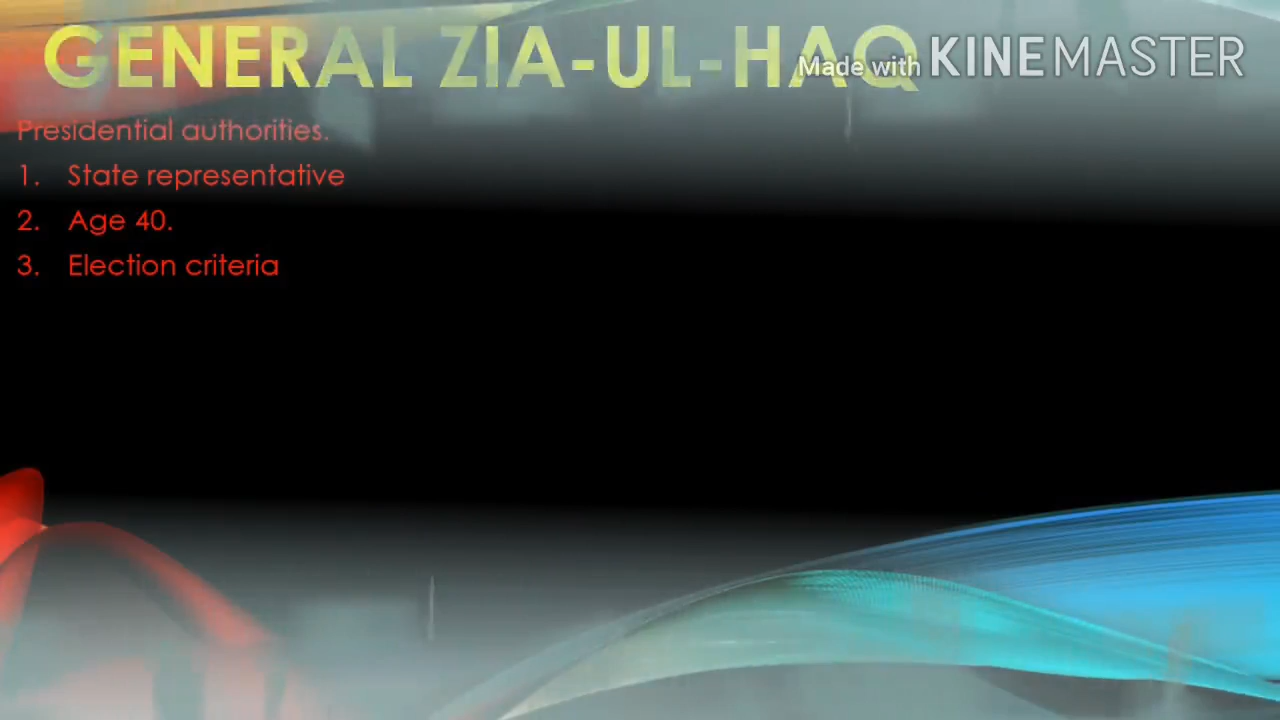 GENERAL ZIA-UL-HAQ
Made with KINEMASTER
Presidential authorities.
1. State representative
2. Age 40.
3. Election criteria